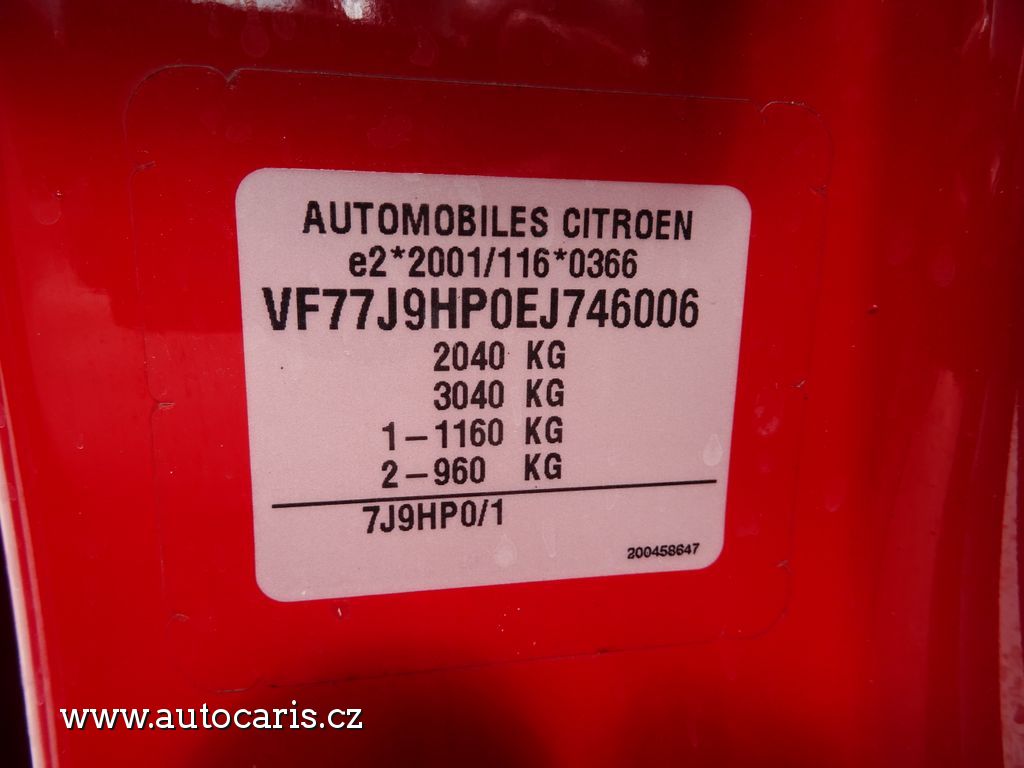 AUTOMOBILES CITROEN
e2*2001/116*0366
VF77J9HP0EJ746006
2040 KG
3040 KG
1-1160 KG
2-960 KG
7J9HP0/1
200458647
www.autocaris.cz